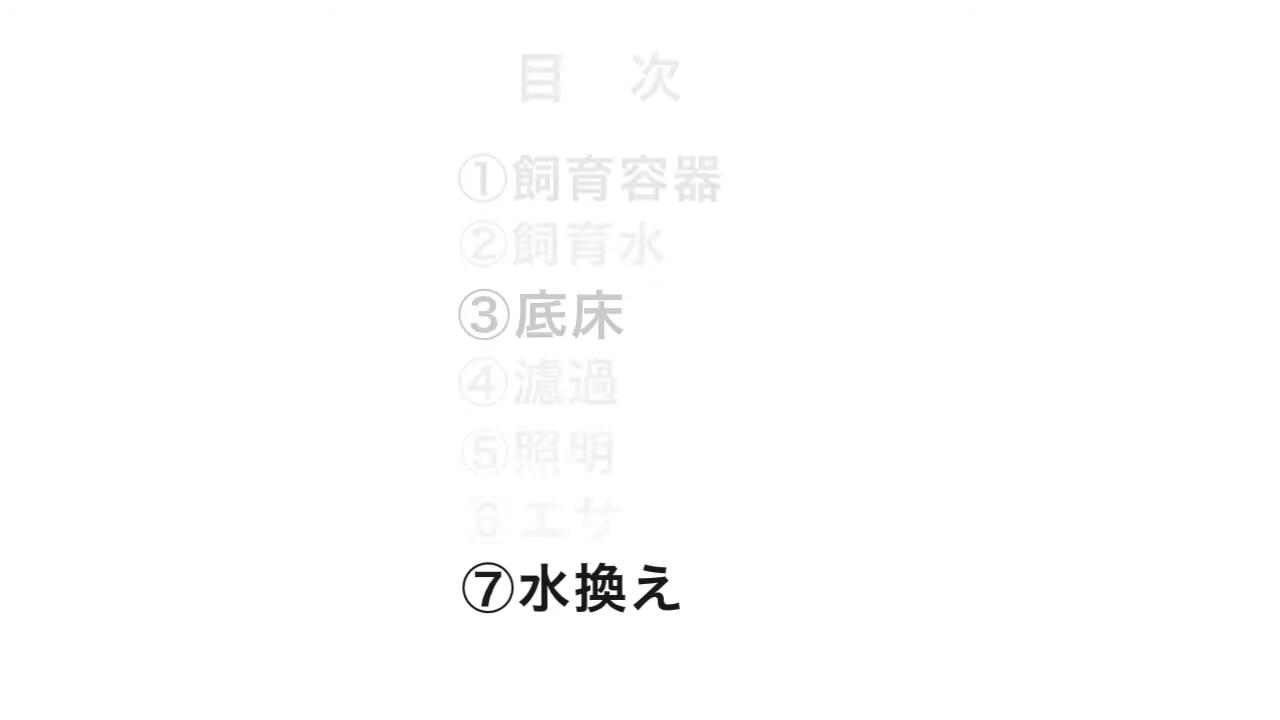 目　次
①飼育容器
②飼育水
③底床
④濾過
⑤照明
⑥エサ
⑦水換え